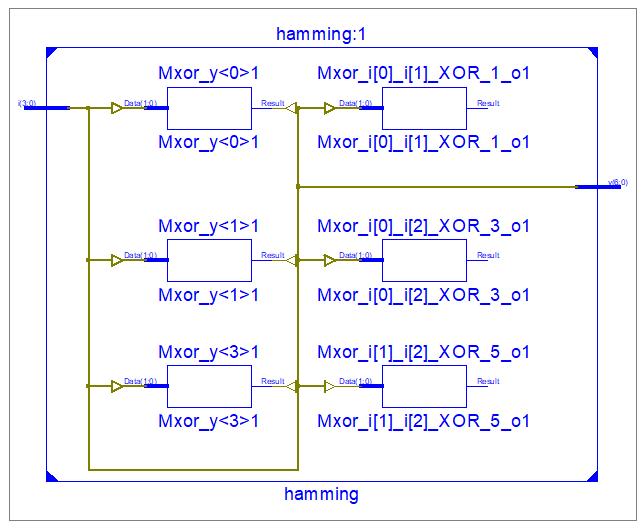 hamming:1
Mxor_y<0>1
Mxor_i[0]_i[1]_XOR_1_o1
i(3:0)
Data(1:0)
Result
Data(1:0)
Result
Mxor_y<0>1
Mxor_i[0]_i[1]_XOR_1_o1
y(6:0)
Mxor_y<1>1
Mxor_i[0]_i[2]_XOR_3_o1
Data(1:0)
Result
Data(1:0)
Result
Mxor_y<1>1
Mxor_i[0]_i[2]_XOR_3_o1
Mxor_y<3>1
Mxor_i[1]_i[2]_XOR_5_o1
Data(1:0)
Result
Data(1:0)
Result
Mxor_y<3>1
Mxor_i[1]_i[2]_XOR_5_o1
hamming